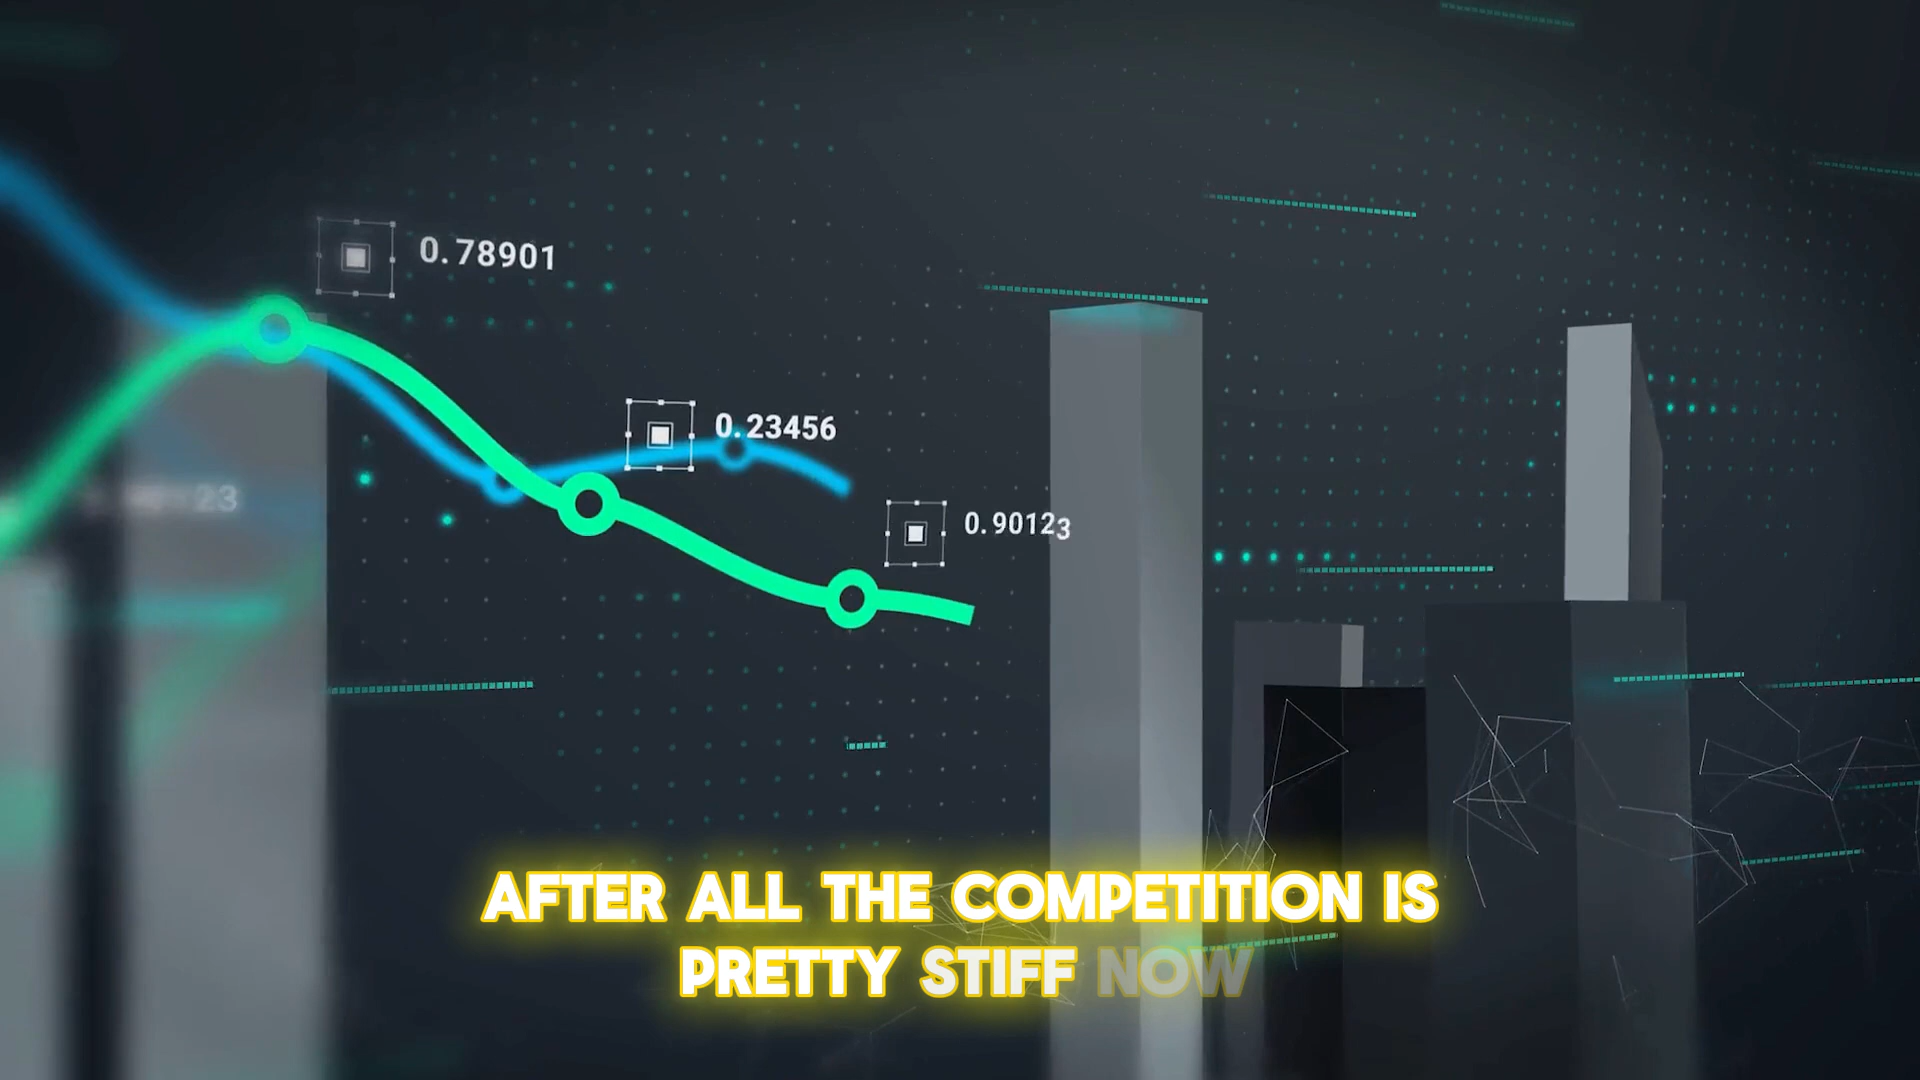 0.78901
0.23456
0.90123
AFTER ALL THE COMPETITION IS
PRETTY STIFF NOW